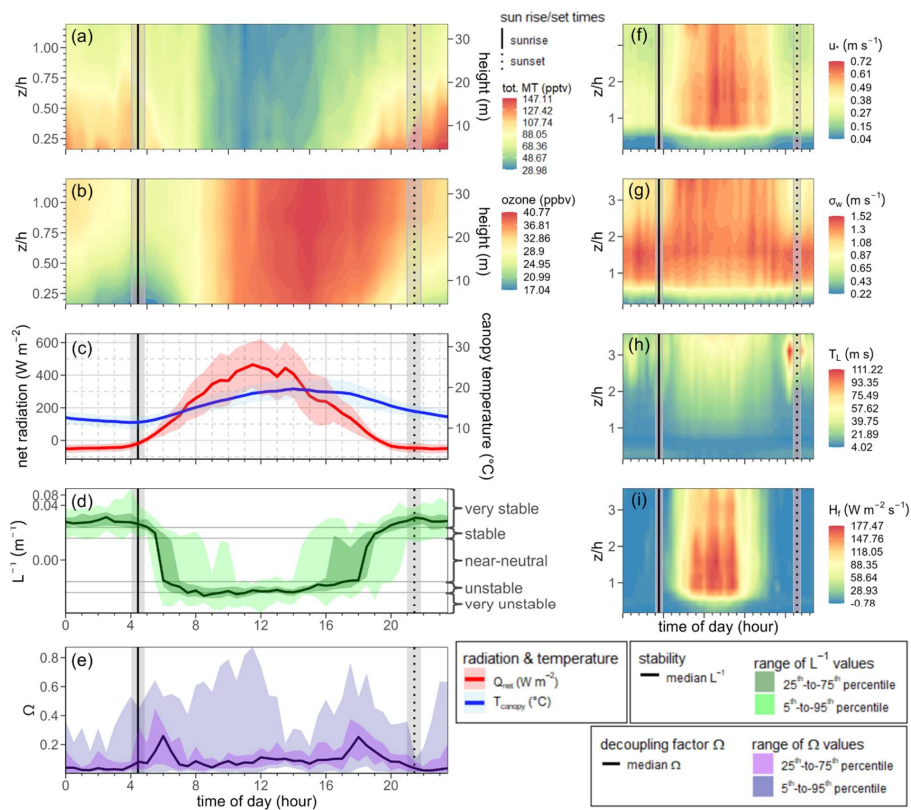 (a)
z/h
1.00
0.75
0.50
0.25
30
20
10
height (m)
sun rise/set times
sunrise
sunset
tot. MT (pptv)
147.11
127.42
107.74
88.05
68.36
48.67
28.98
(b)
z/h
1.00
0.75
0.50
0.25
30
20
10
height (m)
ozone (ppbv)
40.77
36.81
32.86
28.9
24.95
20.99
17.04
(c)
net radiation (W m⁻²)
600
400
200
0
30
20
10
canopy temperature (°C)
(d)
L⁻¹ (m⁻¹)
0.08
0.04
0.00
very stable
stable
near-neutral
unstable
very unstable
0 4 8 12 16 20
(e)
Ω
0.8
0.6
0.4
0.2
0 4 8 12 16 20
time of day (hour)
(f)
z/h
3
2
1
u* (m s⁻¹)
0.72
0.61
0.49
0.38
0.26
0.15
0.04
(g)
z/h
3
2
1
σw (m s⁻¹)
1.52
1.3
1.08
0.87
0.65
0.43
0.22
(h)
z/h
3
2
1
TL (m s)
111.22
93.35
75.49
57.62
39.75
21.89
4.02
(i)
z/h
3
2
1
Hf (W m⁻² s⁻¹)
177.47
147.76
118.05
88.35
58.64
28.93
-0.78
time of day (hour)
radiation & temperature
Qnet (W m⁻²)
Tcanopy (°C)
stability
median L⁻¹
range of L⁻¹ values
25th-to-75th percentile
5th-to-95th percentile
decoupling factor Ω
median Ω
range of Ω values
25th-to-75th percentile
5th-to-95th percentile